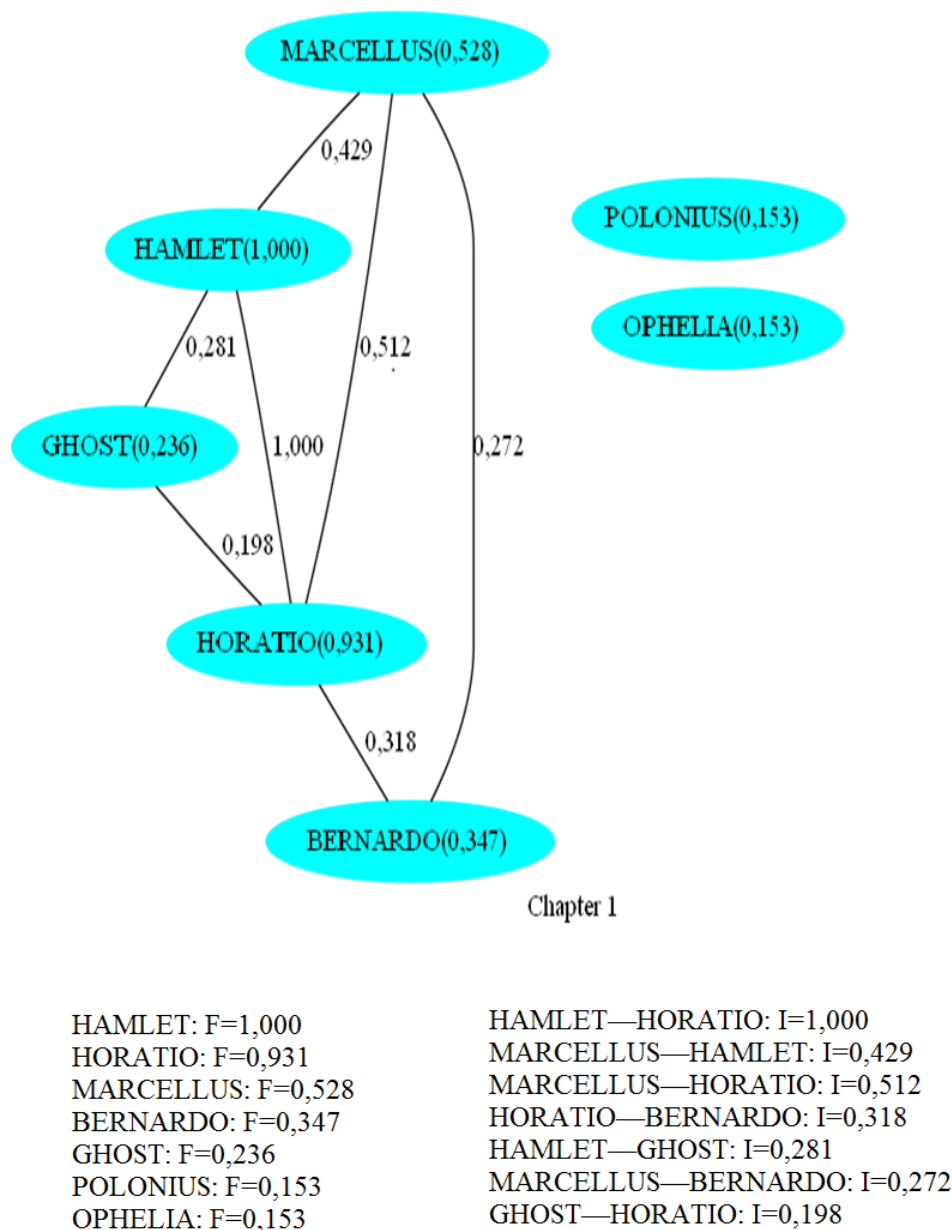 MARCELLUS(0,528)
0,429
POLONIUS(0,153)
HAMLET(1,000)
OPHELIA(0,153)
0,281
0,512
GHOST(0,236)
1,000
0,272
0,198
HORATIO(0,931)
0,318
BERNARDO(0,347)
Chapter 1
HAMLET: F=1,000
HORATIO: F=0,931
MARCELLUS: F=0,528
BERNARDO: F=0,347
GHOST: F=0,236
POLONIUS: F=0,153
OPHELIA: F=0,153
HAMLET—HORATIO: I=1,000
MARCELLUS—HAMLET: I=0,429
MARCELLUS—HORATIO: I=0,512
HORATIO—BERNARDO: I=0,318
HAMLET—GHOST: I=0,281
MARCELLUS—BERNARDO: I=0,272
GHOST—HORATIO: I=0,198